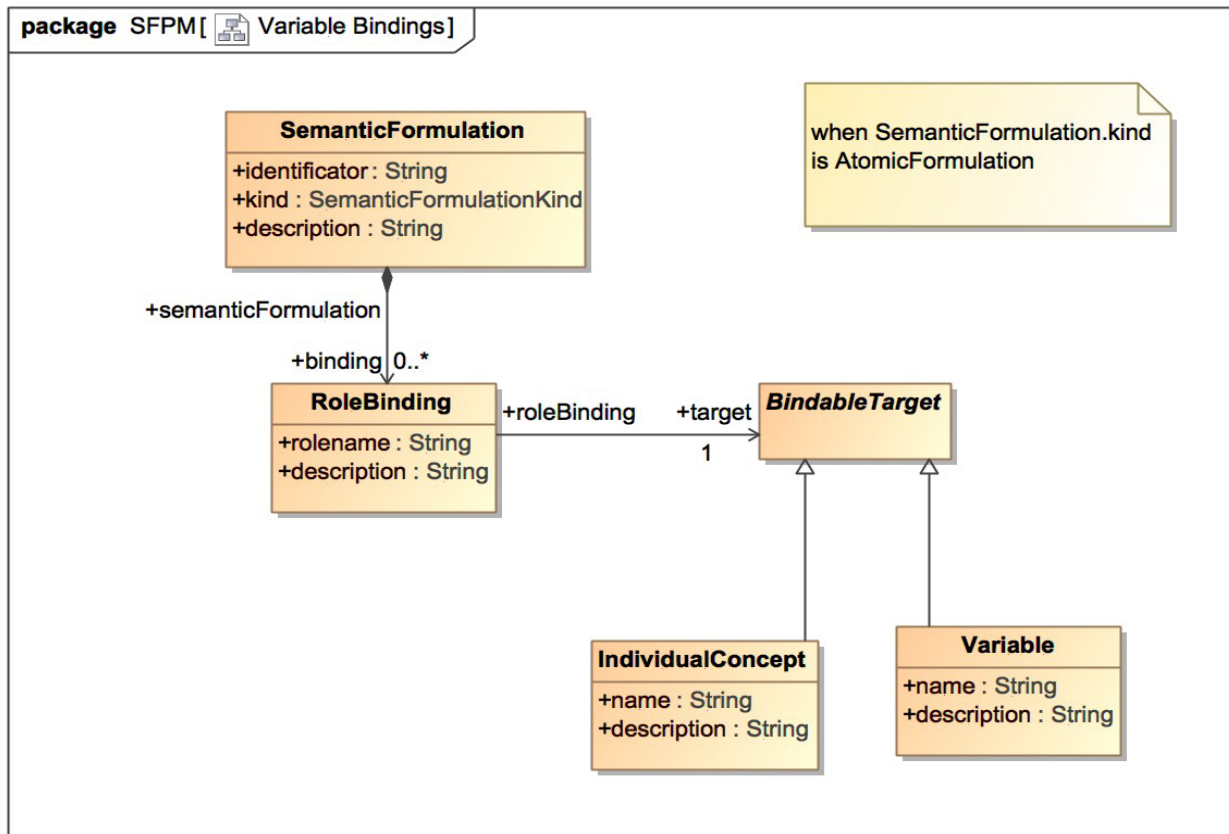 package SFPM[ Variable Bindings]
SemanticFormulation
+identificator : String
+kind : SemanticFormulationKind
+description : String
when SemanticFormulation.kind
is AtomicFormulation
+semanticFormulation
+binding 0..*
RoleBinding
+rolename : String
+description : String
+roleBinding
+target
1
BindableTarget
IndividualConcept
+name : String
+description : String
Variable
+name : String
+description : String